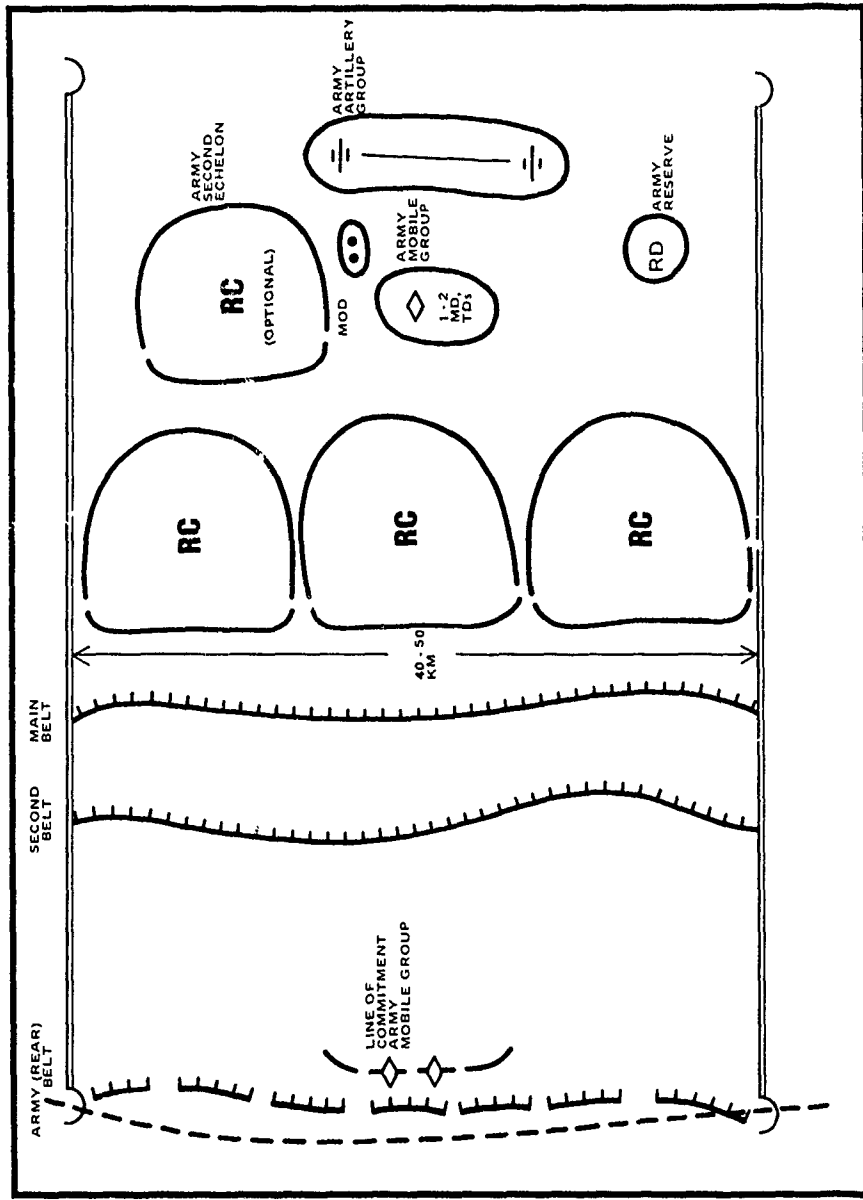 ARMY (REAR)
BELT
SECOND
BELT
MAIN
BELT
LINE OF
COMMITMENT
ARMY
MOBILE GROUP
40 - 50
KM
RC
RC
RC
ARMY
SECOND
ECHELON
RC
(OPTIONAL)
MOD
ARMY
MOBILE
GROUP
1 - 2
MD,
TDs
ARMY
ARTILLERY
GROUP
RD
ARMY
RESERVE